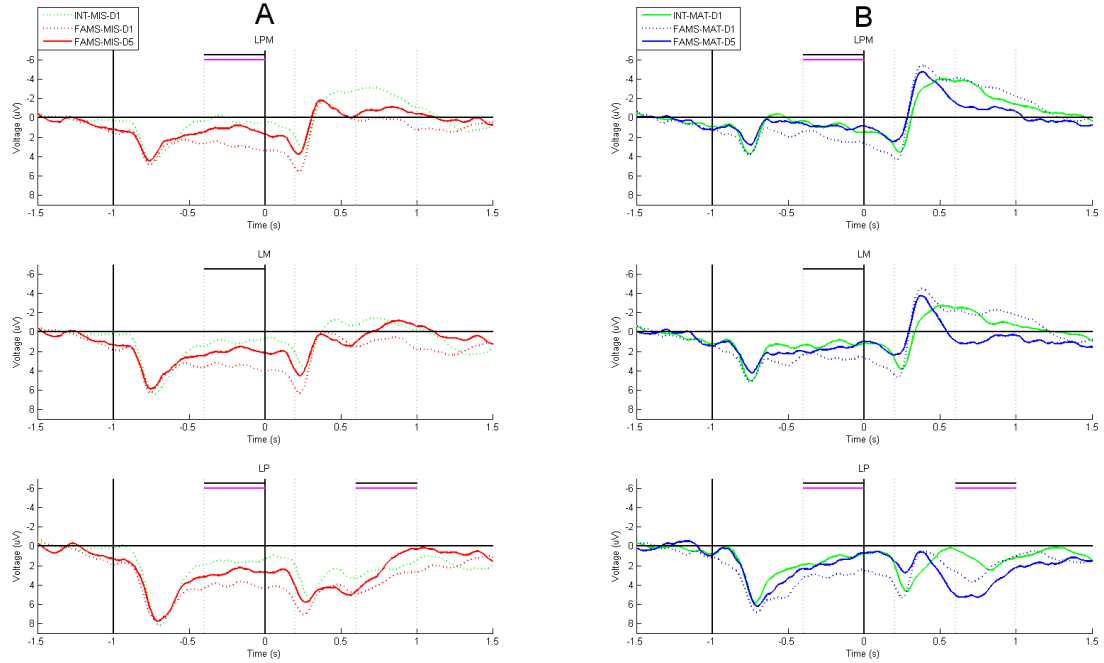 A
INT-MIS-D1
FAMS-MIS-D1
FAMS-MIS-D5
LPM
Voltage (uV)
-6
-4
-2
0
2
4
6
8
-1.5 -1 -0.5 0 0.5 1 1.5
Time (s)
LM
Voltage (uV)
-6
-4
-2
0
2
4
6
8
-1.5 -1 -0.5 0 0.5 1 1.5
Time (s)
LP
Voltage (uV)
-6
-4
-2
0
2
4
6
8
-1.5 -1 -0.5 0 0.5 1 1.5
Time (s)
B
INT-MAT-D1
FAMS-MAT-D1
FAMS-MAT-D5
LPM
Voltage (uV)
-6
-4
-2
0
2
4
6
8
-1.5 -1 -0.5 0 0.5 1 1.5
Time (s)
LM
Voltage (uV)
-6
-4
-2
0
2
4
6
8
-1.5 -1 -0.5 0 0.5 1 1.5
Time (s)
LP
Voltage (uV)
-6
-4
-2
0
2
4
6
8
-1.5 -1 -0.5 0 0.5 1 1.5
Time (s)